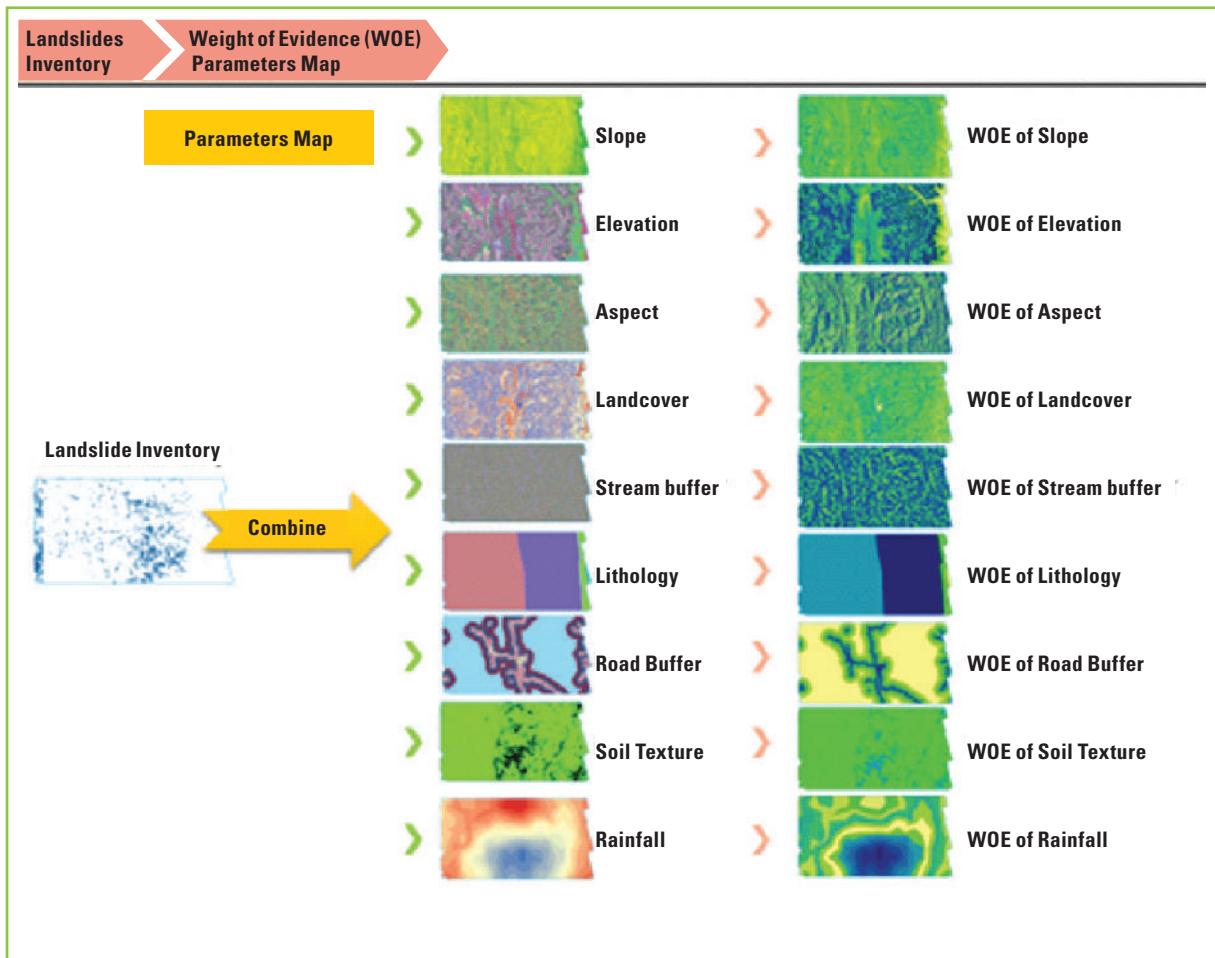 Landslides
Inventory
Weight of Evidence (WOE)
Parameters Map
Parameters Map
Slope
WOE of Slope
Elevation
WOE of Elevation
Aspect
WOE of Aspect
Landcover
WOE of Landcover
Landslide Inventory
Stream buffer
WOE of Stream buffer
Combine
Lithology
WOE of Lithology
Road Buffer
WOE of Road Buffer
Soil Texture
WOE of Soil Texture
Rainfall
WOE of Rainfall